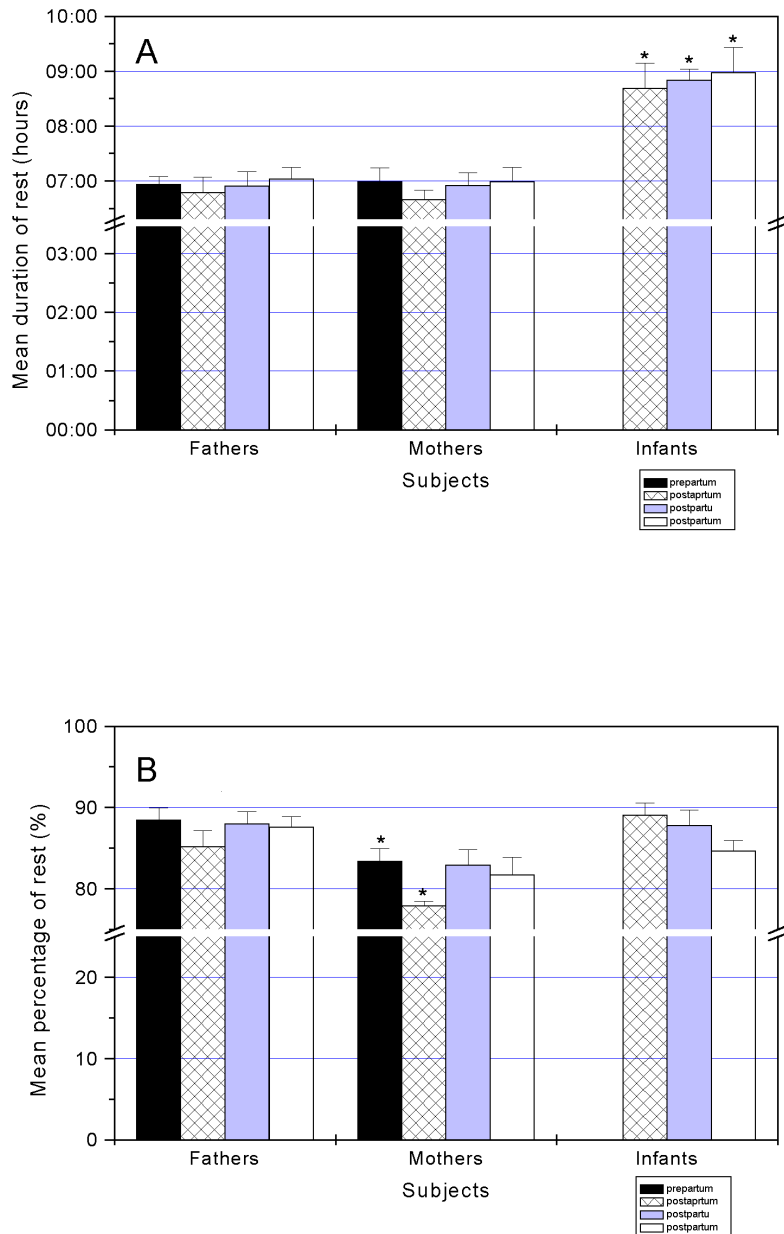 A
Mean duration of rest (hours)
10:00
09:00
08:00
07:00
03:00
02:00
01:00
00:00
* * *
Fathers Mothers Infants
Subjects
prepartum
postaprtum
postpartu
postpartum
B
Mean percentage of rest (%)
100
90
80
20
10
0
* *
Fathers Mothers Infants
Subjects
prepartum
postaprtum
postpartu
postpartum